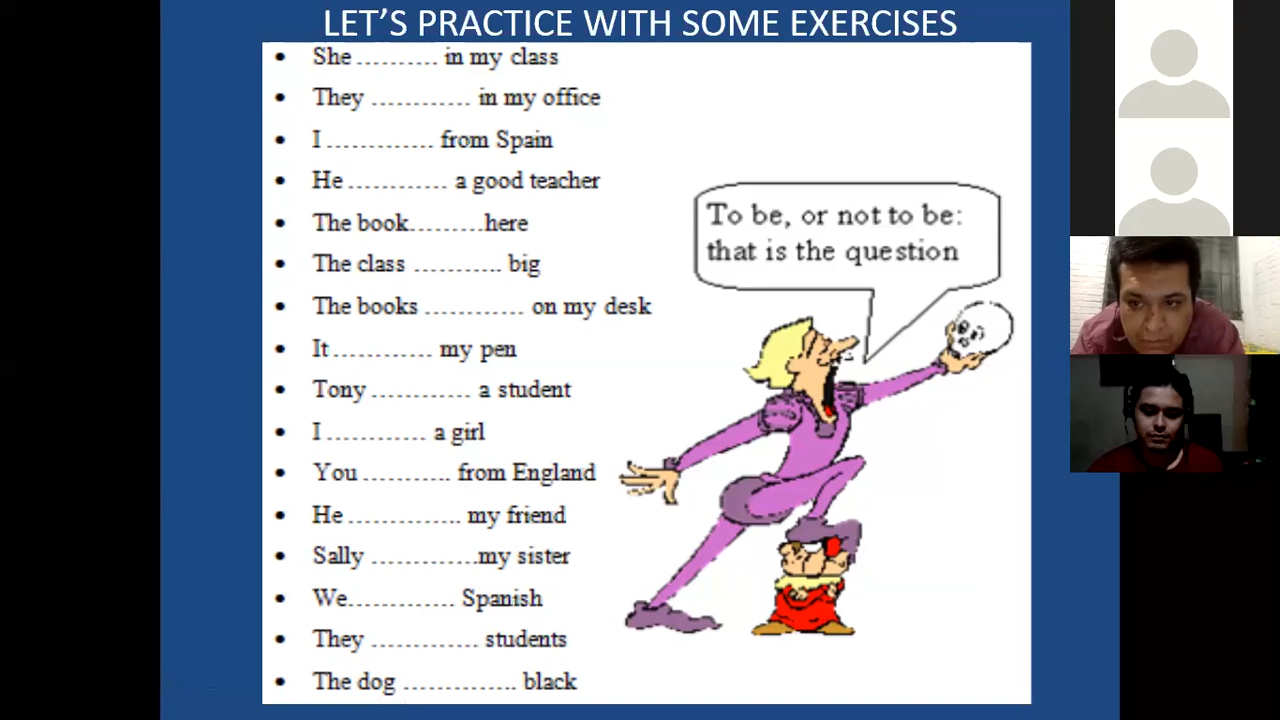 LET'S PRACTICE WITH SOME EXERCISES
She .......... in my class
They ............ in my office
I ............. from Spain
He ............ a good teacher
The book.........here
The class ........... big
The books ............ on my desk
It ............ my pen
Tony ............ a student
I ............ a girl
You ........... from England
He .............. my friend
Sally .............my sister
We............. Spanish
They ............. students
The dog .............. black
To be, or not to be:
that is the question